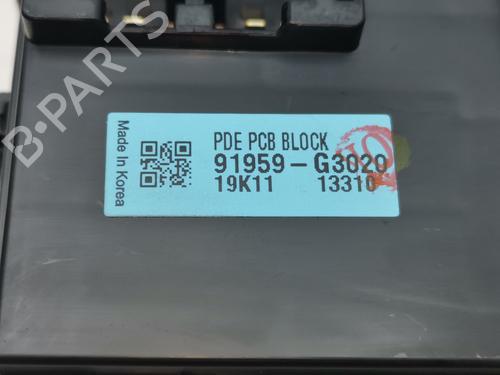 PDE PCB BLOCK
91959-G3020
19K11 13310
Made In Korea
B-PARTS